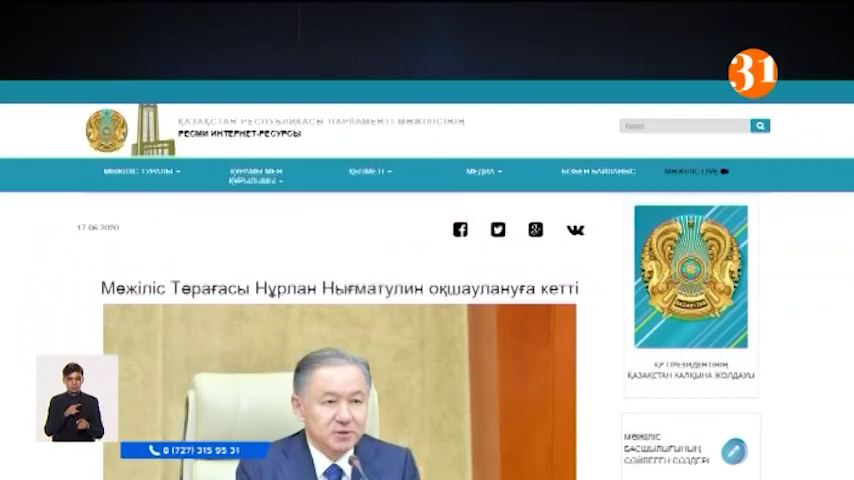 31
ҚАЗАҚСТАН РЕСПУБЛИКАСЫ ПАРЛАМЕНТІ МӘЖІЛІСІНІҢ
РЕСМИ ИНТЕРНЕТ-РЕСУРСЫ
МӘЖІЛІС ТУРАЛЫ
ҚҰРАМЫ МЕН
ҚҰРЫЛЫМЫ
ҚЫЗМЕТІ
МЕДИА
БІЗБЕН БАЙЛАНЫС
МӘЖІЛІС LIVE
17.06.2020
Мәжіліс Төрағасы Нұрлан Нығматулин оқшаулануға кетті
ҚР ПРЕЗИДЕНТІНІҢ
ҚАЗАҚСТАН ХАЛҚЫНА ЖОЛДАУЫ
МӘЖІЛІС
БАСШЫЛЫҒЫНЫҢ
СӨЙЛЕГЕН СӨЗДЕРІ
8 (727) 315 95 31